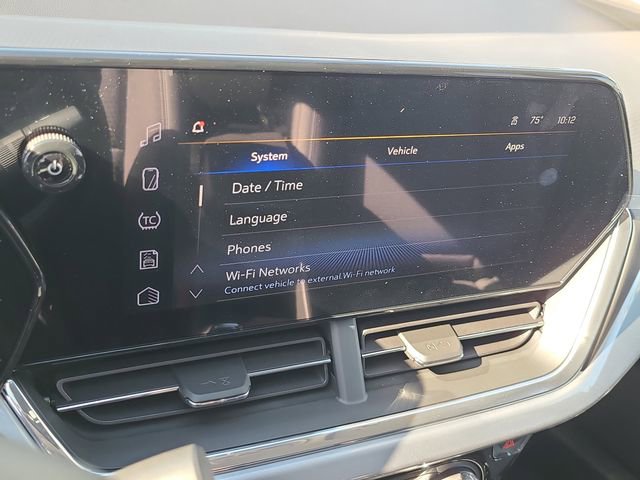 75° 10:12
System Vehicle Apps
Date / Time
TC
Language
Phones
Wi-Fi Networks
Connect vehicle to external Wi-Fi network